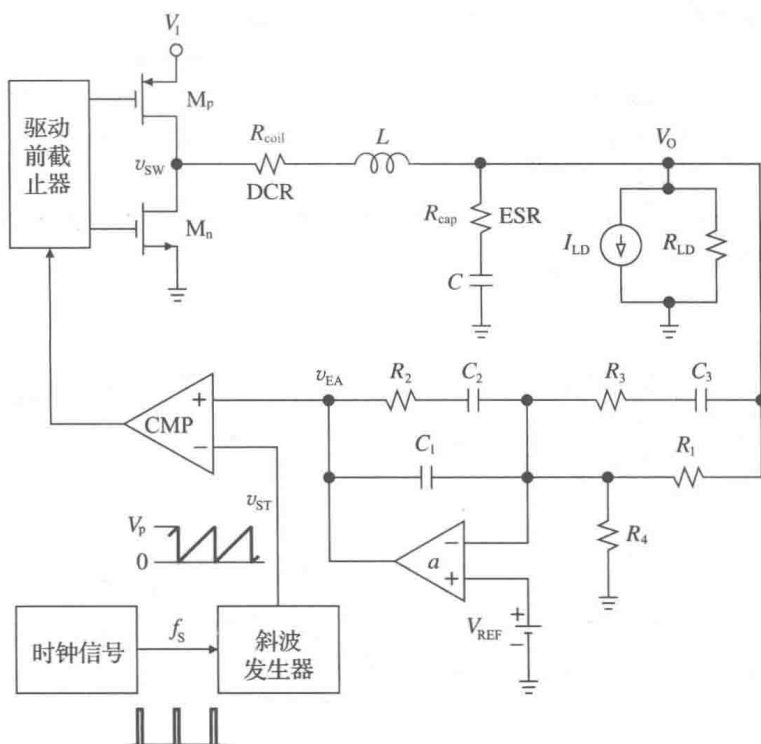 V_I
驱动
前截
止器
M_p
v_SW
M_n
R_coil
DCR
L
R_cap
ESR
C
V_O
I_LD
R_LD
v_EA
R_2
C_2
R_3
C_3
C_1
R_1
R_4
CMP
+
−
v_ST
V_p
0
a
−
+
V_REF
+
−
时钟信号
f_S
斜波
发生器